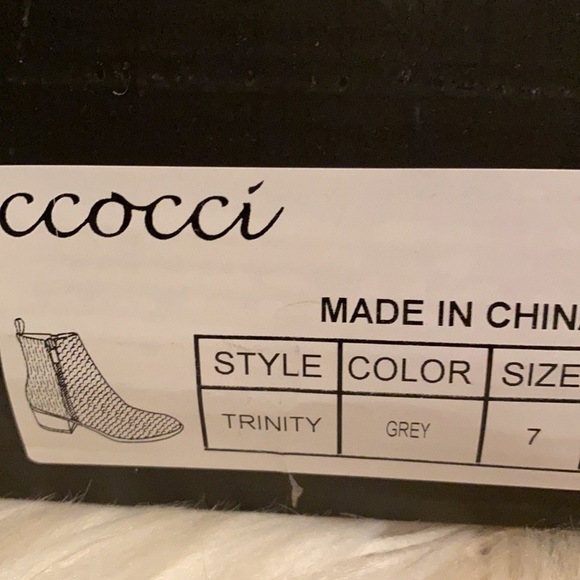 ccocci
MADE IN CHINA
STYLE COLOR SIZE
TRINITY GREY 7